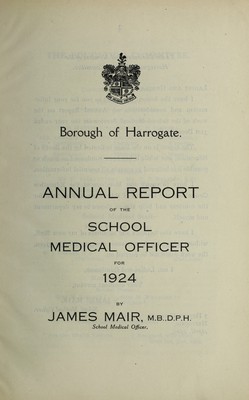 Borough of Harrogate.
ANNUAL REPORT
OF THE
SCHOOL
MEDICAL OFFICER
FOR
1924
BY
JAMES MAIR, M.B., D.P.H.
School Medical Officer.